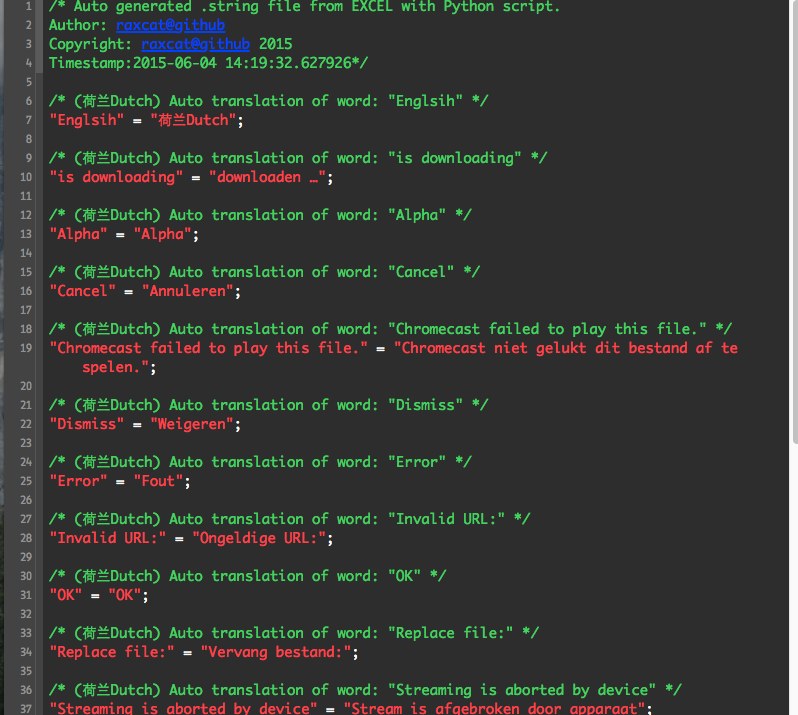 1 /* Auto generated .string file from EXCEL with Python script.
2 Author: raxcat@github
3 Copyright: raxcat@github 2015
4 Timestamp:2015-06-04 14:19:32.627926*/
5
6 /* (荷兰Dutch) Auto translation of word: "Englsih" */
7 "Englsih" = "荷兰Dutch";
8
9 /* (荷兰Dutch) Auto translation of word: "is downloading" */
10 "is downloading" = "downloaden …";
11
12 /* (荷兰Dutch) Auto translation of word: "Alpha" */
13 "Alpha" = "Alpha";
14
15 /* (荷兰Dutch) Auto translation of word: "Cancel" */
16 "Cancel" = "Annuleren";
17
18 /* (荷兰Dutch) Auto translation of word: "Chromecast failed to play this file." */
19 "Chromecast failed to play this file." = "Chromecast niet gelukt dit bestand af te
spelen.";
20
21 /* (荷兰Dutch) Auto translation of word: "Dismiss" */
22 "Dismiss" = "Weigeren";
23
24 /* (荷兰Dutch) Auto translation of word: "Error" */
25 "Error" = "Fout";
26
27 /* (荷兰Dutch) Auto translation of word: "Invalid URL:" */
28 "Invalid URL:" = "Ongeldige URL:";
29
30 /* (荷兰Dutch) Auto translation of word: "OK" */
31 "OK" = "OK";
32
33 /* (荷兰Dutch) Auto translation of word: "Replace file:" */
34 "Replace file:" = "Vervang bestand:";
35
36 /* (荷兰Dutch) Auto translation of word: "Streaming is aborted by device" */
37 "Streaming is aborted by device" = "Stream is afgebroken door apparaat";